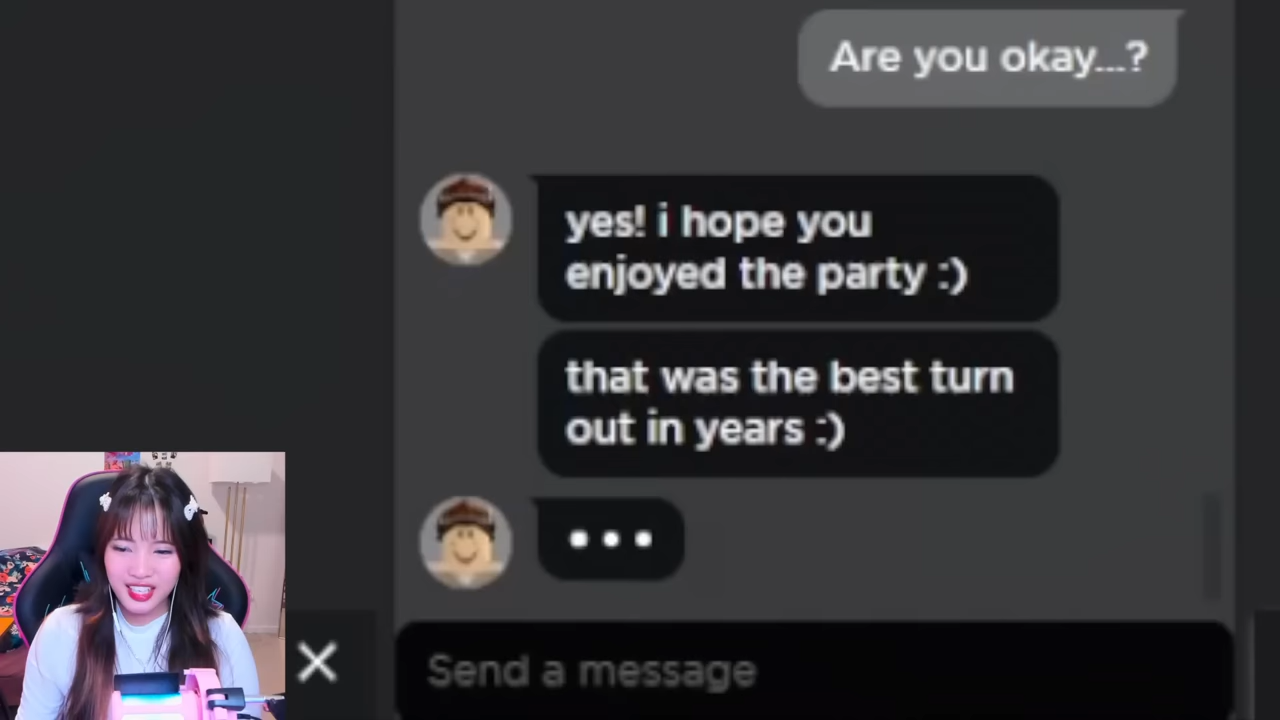 Are you okay...?
yes! i hope you
enjoyed the party :)
that was the best turn
out in years :)
Send a message